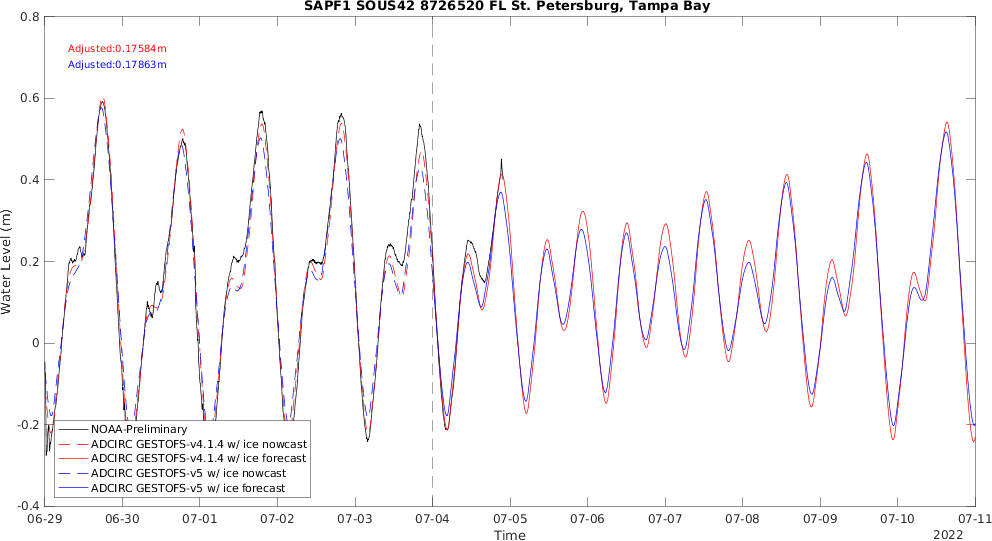 SAPF1 SOUS42 8726520 FL St. Petersburg, Tampa Bay
0.8
Adjusted:0.17584m
Adjusted:0.17863m
0.6
0.4
0.2
0
-0.2
-0.4
Water Level (m)
NOAA-Preliminary
ADCIRC GESTOFS-v4.1.4 w/ ice nowcast
ADCIRC GESTOFS-v4.1.4 w/ ice forecast
ADCIRC GESTOFS-v5 w/ ice nowcast
ADCIRC GESTOFS-v5 w/ ice forecast
06-29 06-30 07-01 07-02 07-03 07-04 07-05 07-06 07-07 07-08 07-09 07-10 07-11
Time
2022